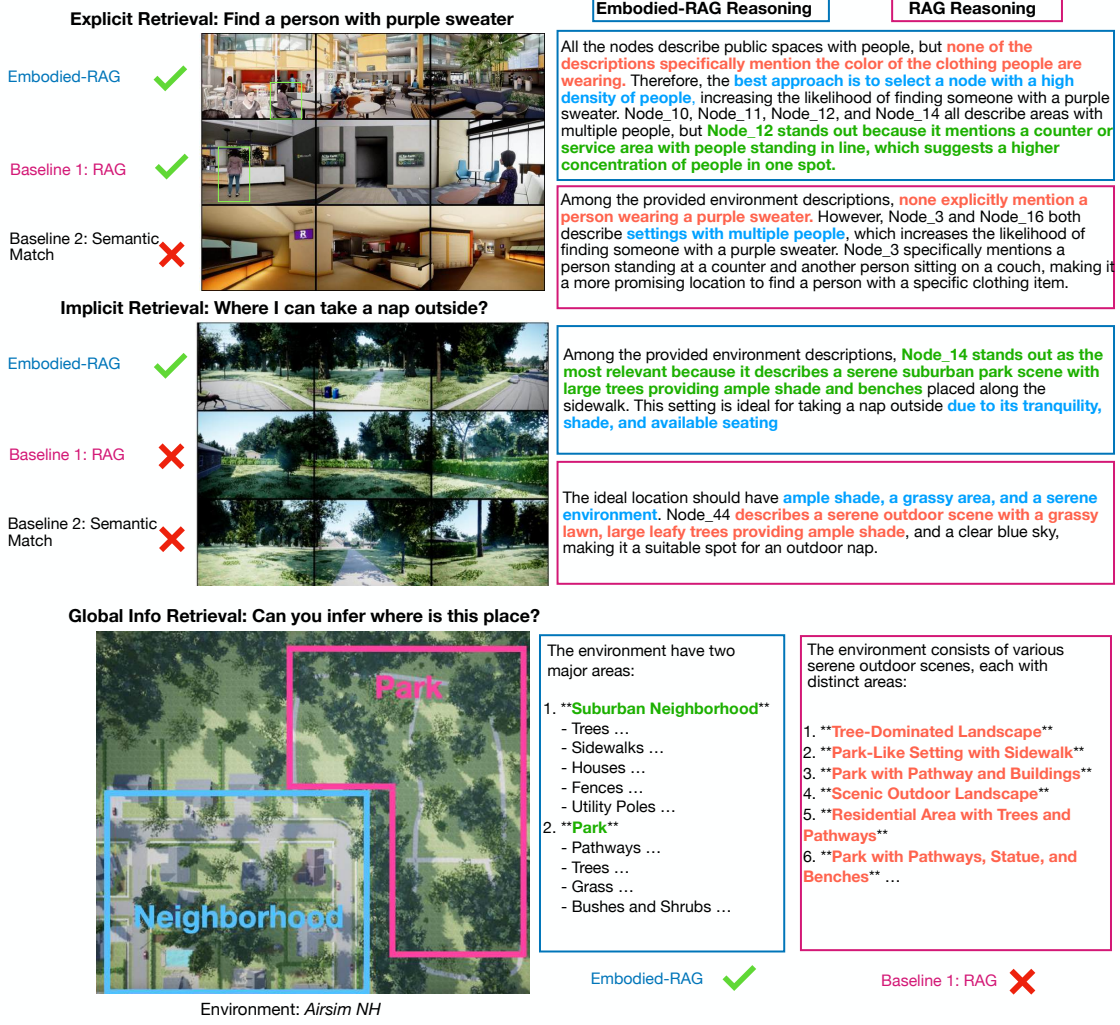 Embodied-RAG Reasoning
RAG Reasoning
Explicit Retrieval: Find a person with purple sweater
Embodied-RAG
Baseline 1: RAG
Baseline 2: Semantic
Match
All the nodes describe public spaces with people, but none of the
descriptions specifically mention the color of the clothing people are
wearing. Therefore, the best approach is to select a node with a high
density of people, increasing the likelihood of finding someone with a purple
sweater. Node_10, Node_11, Node_12, and Node_14 all describe areas with
multiple people, but Node_12 stands out because it mentions a counter or
service area with people standing in line, which suggests a higher
concentration of people in one spot.
Among the provided environment descriptions, none explicitly mention a
person wearing a purple sweater. However, Node_3 and Node_16 both
describe settings with multiple people, which increases the likelihood of
finding someone with a purple sweater. Node_3 specifically mentions a
person standing at a counter and another person sitting on a couch, making it
a more promising location to find a person with a specific clothing item.
Implicit Retrieval: Where I can take a nap outside?
Embodied-RAG
Baseline 1: RAG
Baseline 2: Semantic
Match
Among the provided environment descriptions, Node_14 stands out as the
most relevant because it describes a serene suburban park scene with
large trees providing ample shade and benches placed along the
sidewalk. This setting is ideal for taking a nap outside due to its tranquility,
shade, and available seating
The ideal location should have ample shade, a grassy area, and a serene
environment. Node_44 describes a serene outdoor scene with a grassy
lawn, large leafy trees providing ample shade, and a clear blue sky,
making it a suitable spot for an outdoor nap.
Global Info Retrieval: Can you infer where is this place?
Park
Neighborhood
Environment: Airsim NH
The environment have two
major areas:
1. **Suburban Neighborhood**
- Trees ...
- Sidewalks ...
- Houses ...
- Fences ...
- Utility Poles ...
2. **Park**
- Pathways ...
- Trees ...
- Grass ...
- Bushes and Shrubs ...
Embodied-RAG
The environment consists of various
serene outdoor scenes, each with
distinct areas:
1. **Tree-Dominated Landscape**
2. **Park-Like Setting with Sidewalk**
3. **Park with Pathway and Buildings**
4. **Scenic Outdoor Landscape**
5. **Residential Area with Trees and
Pathways**
6. **Park with Pathways, Statue, and
Benches** ...
Baseline 1: RAG